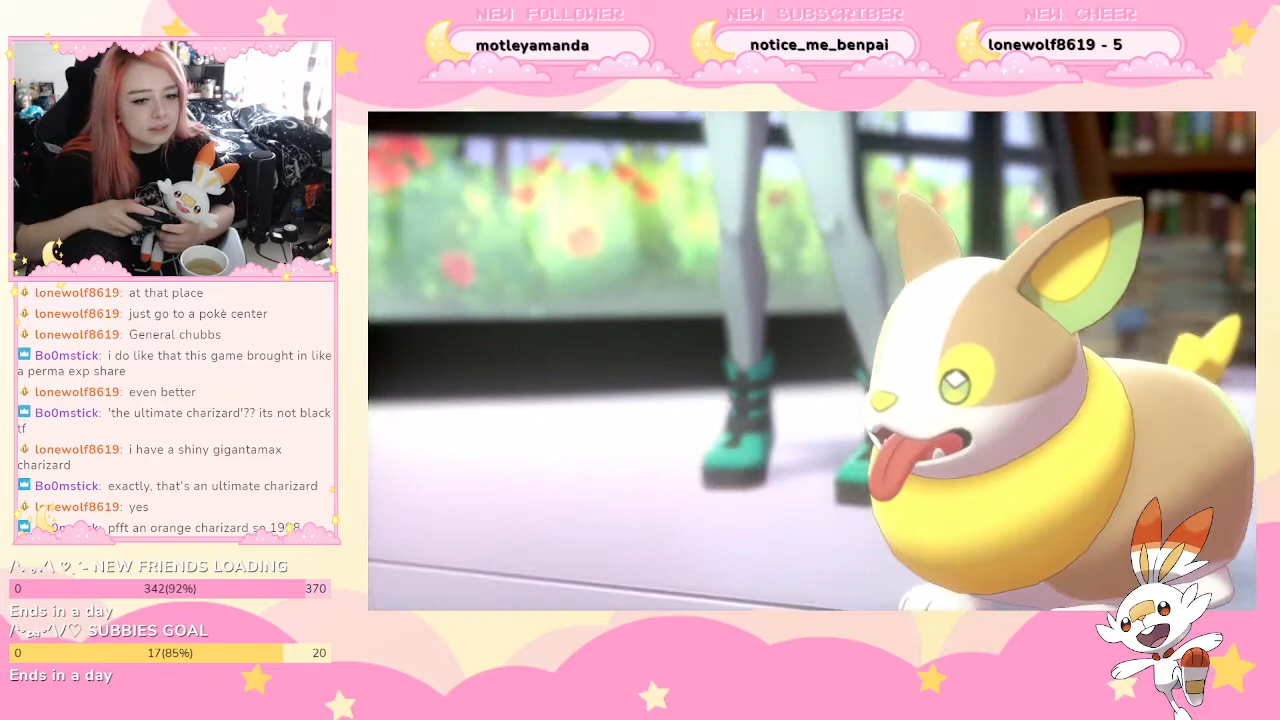 NEW FOLLOWER
NEW SUBSCRIBER
NEW CHEER
motleyamanda
notice_me_benpai
lonewolf8619 - 5
lonewolf8619: at that place
lonewolf8619: just go to a pokè center
lonewolf8619: General chubbs
Bo0mstick: i do like that this game brought in like
a perma exp share
lonewolf8619: even better
Bo0mstick: 'the ultimate charizard'?? its not black
tf
lonewolf8619: i have a shiny gigantamax
charizard
Bo0mstick: exactly, that's an ultimate charizard
lonewolf8619: yes
pfft an orange charizard so
NEW FRIENDS LOADING
0 342(92%) 370
Ends in a day
SUBBIES GOAL
0 17(85%) 20
Ends in a day